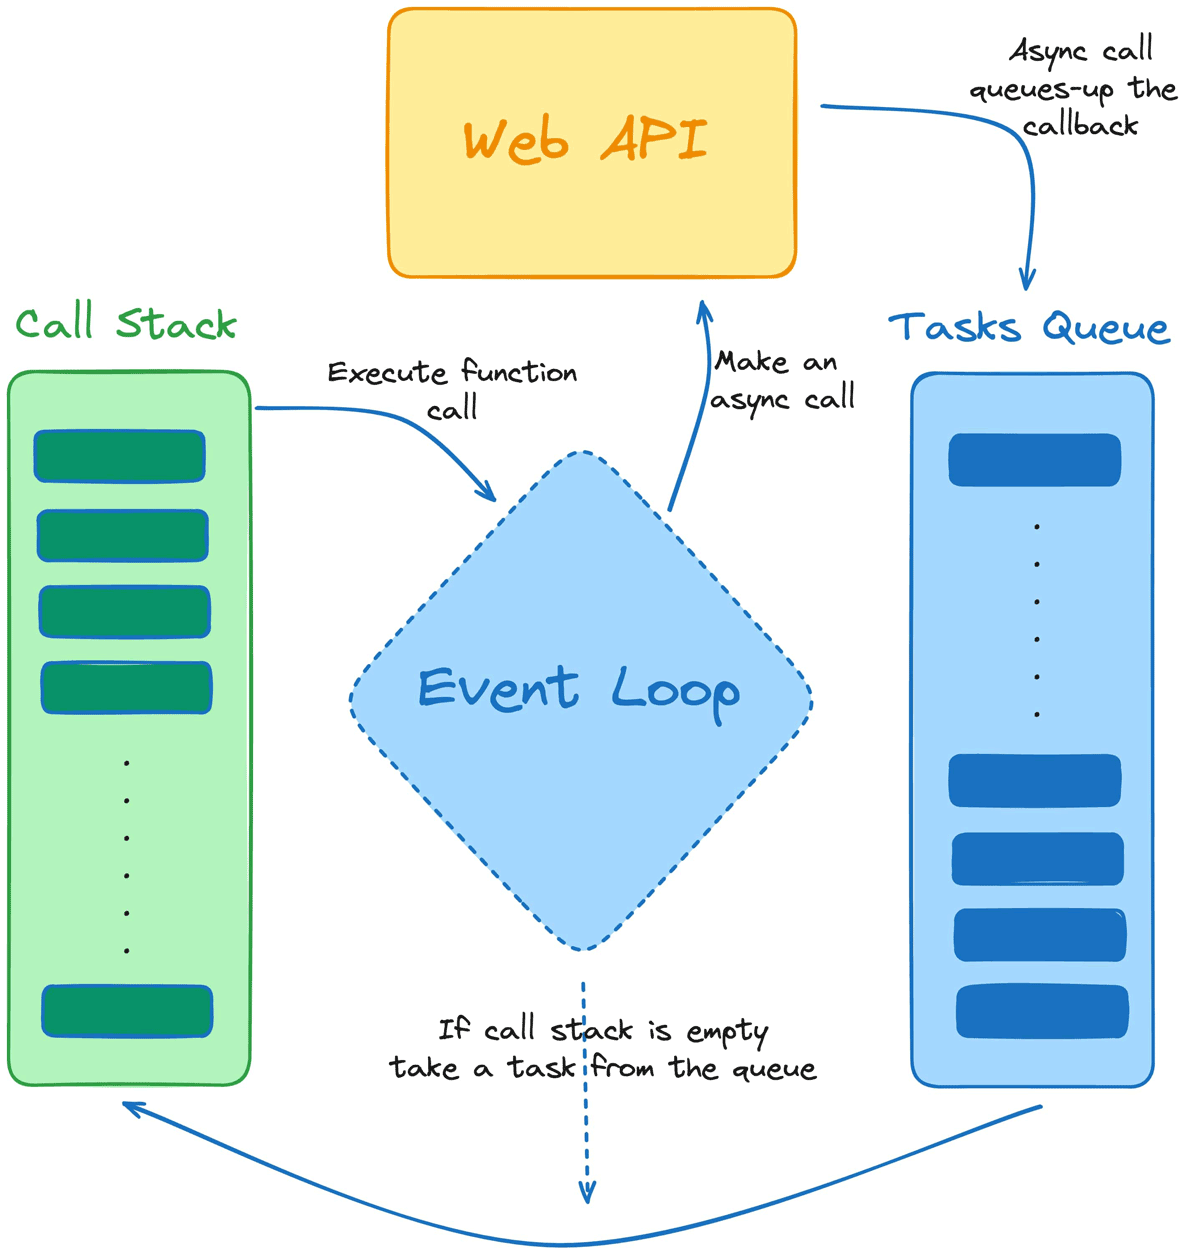 Web API
Async call
queues-up the
callback
Call Stack
Execute function
call
Make an
async call
Tasks Queue
Event Loop
If call stack is empty
take a task from the queue